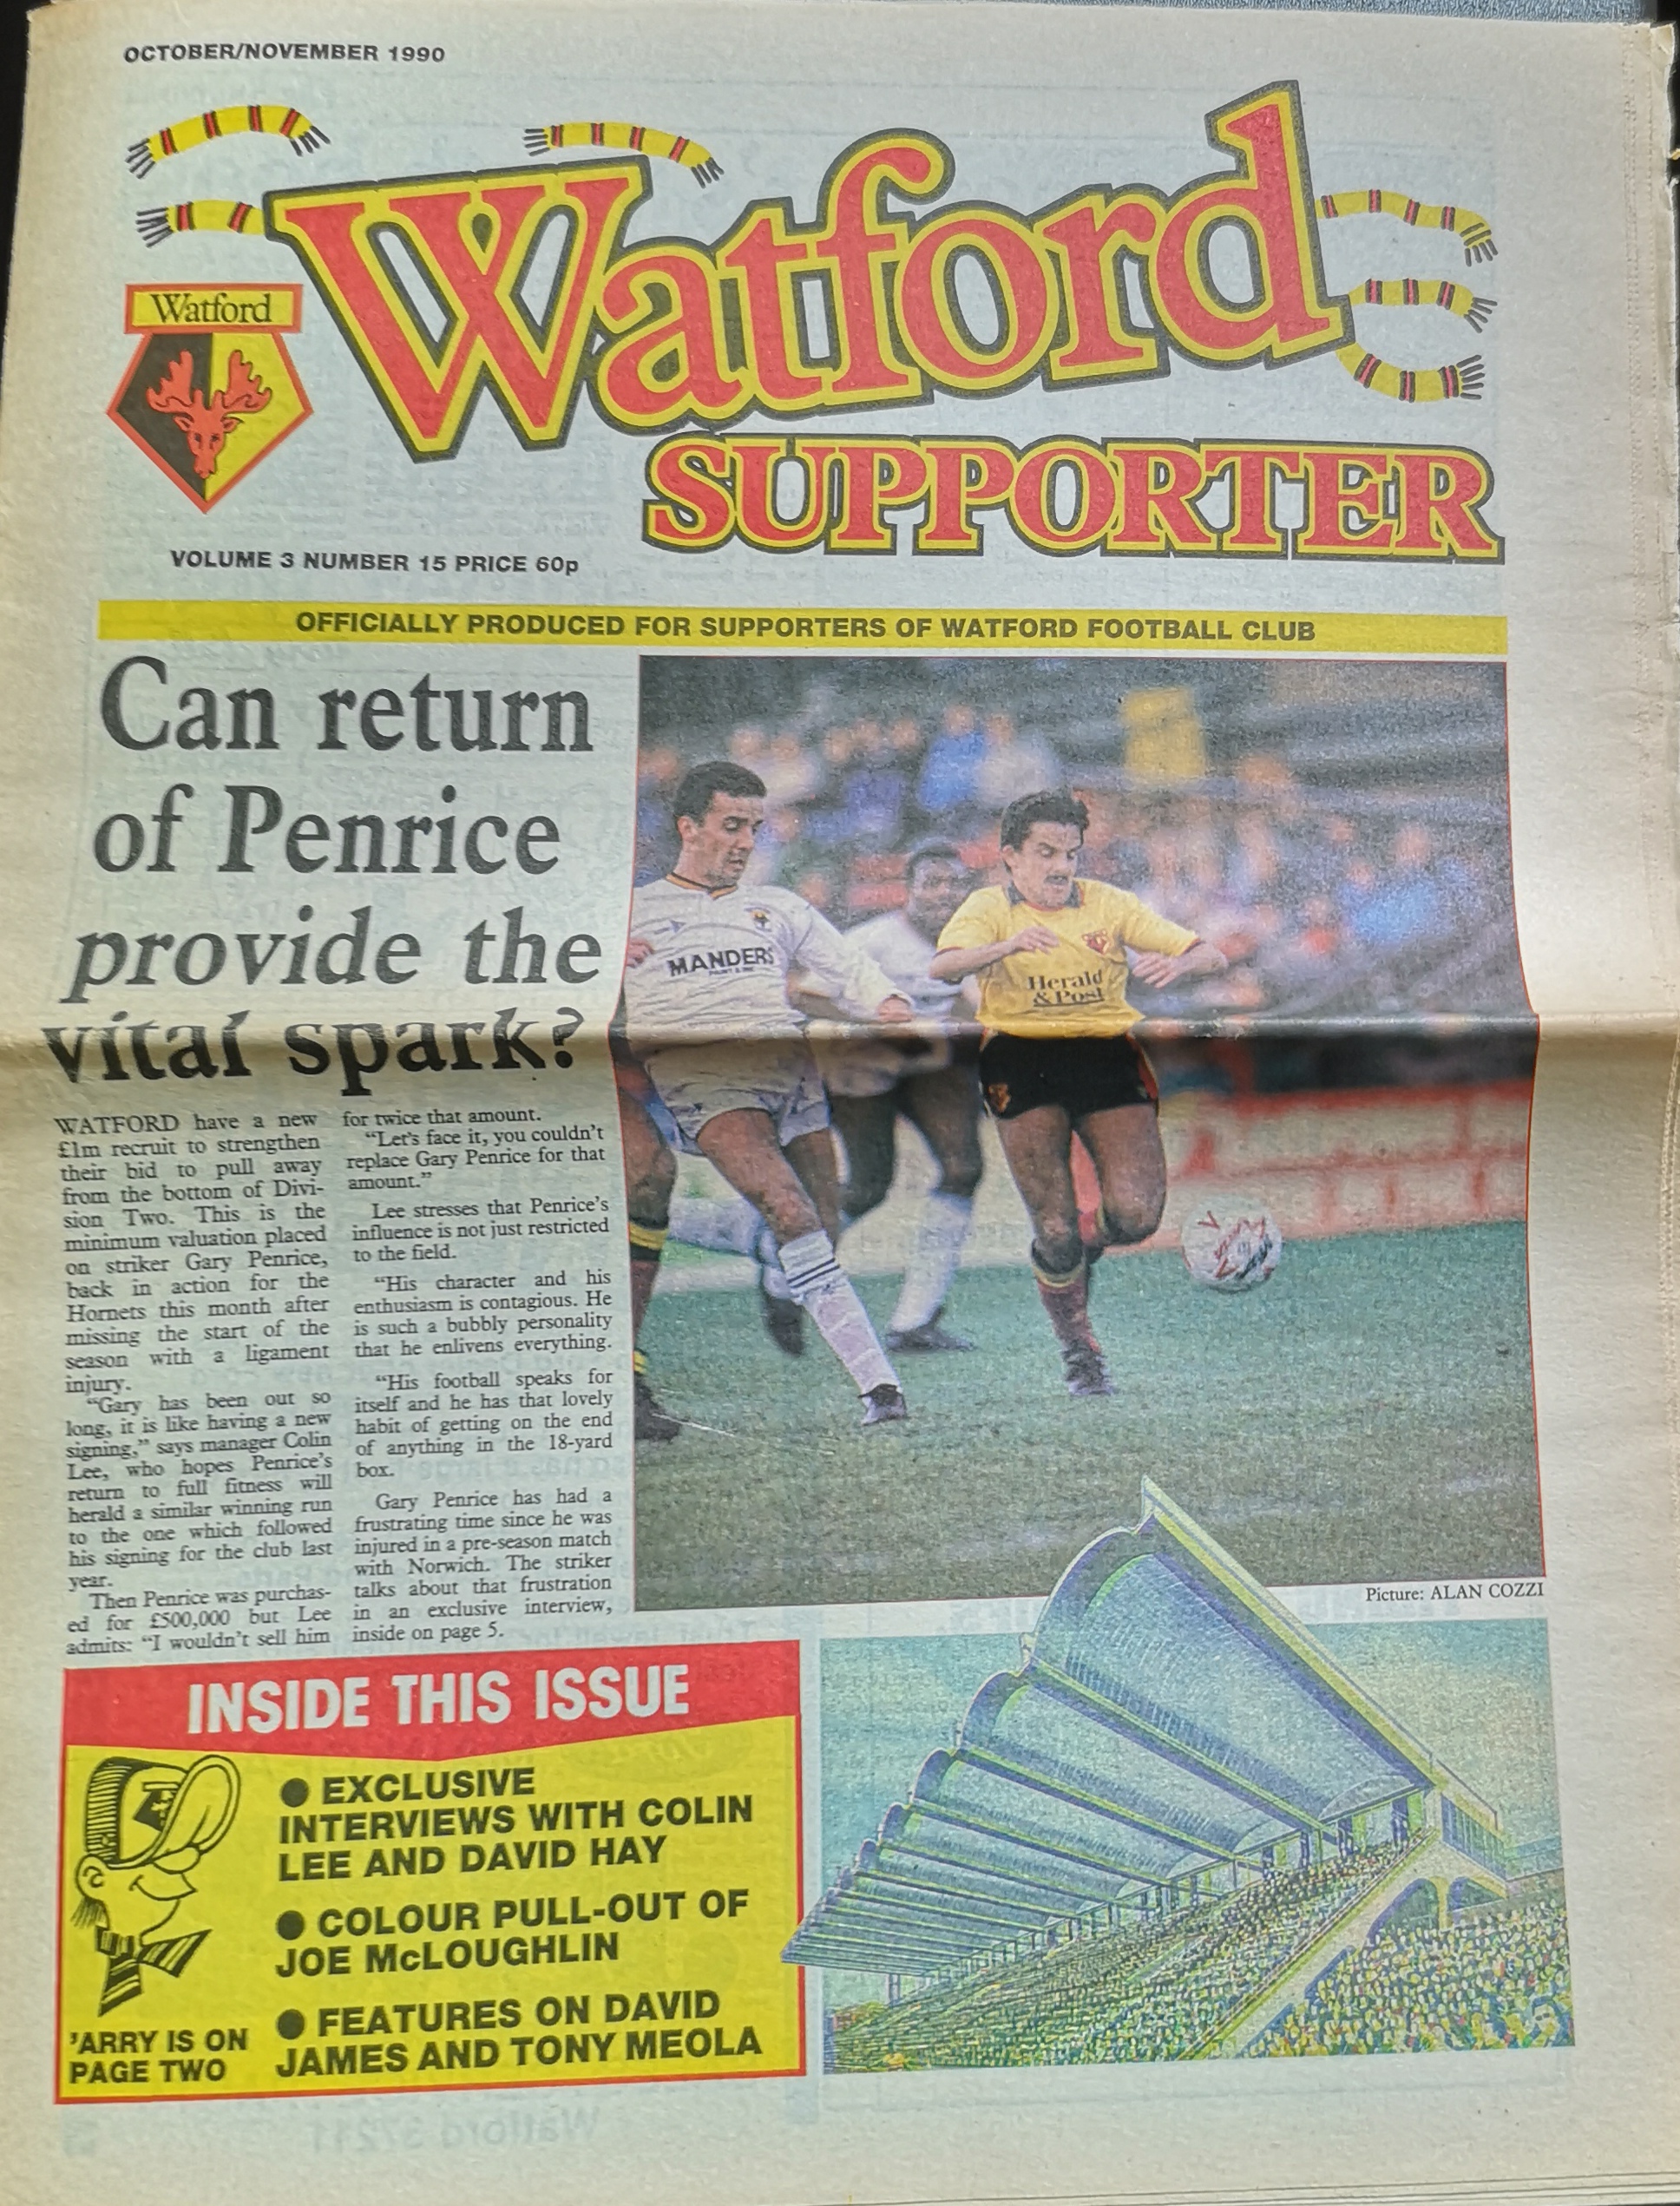 OCTOBER/NOVEMBER 1990
Watford
Watford
SUPPORTER
VOLUME 3 NUMBER 15 PRICE 60p
OFFICIALLY PRODUCED FOR SUPPORTERS OF WATFORD FOOTBALL CLUB
Can return
of Penrice
provide the
vital spark?
WATFORD have a new
£1m recruit to strengthen
their bid to pull away
from the bottom of Divi-
sion Two. This is the
minimum valuation placed
on striker Gary Penrice,
back in action for the
Hornets this month after
missing the start of the
season with a ligament
injury.
“Gary has been out so
long, it is like having a new
signing,” says manager Colin
Lee, who hopes Penrice’s
return to full fitness will
herald a similar winning run
to the one which followed
his signing for the club last
year.
Then Penrice was purchas-
ed for £500,000 but Lee
admits: “I wouldn’t sell him
for twice that amount.
“Let’s face it, you couldn’t
replace Gary Penrice for that
amount.”
Lee stresses that Penrice’s
influence is not just restricted
to the field.
“His character and his
enthusiasm is contagious. He
is such a bubbly personality
that he enlivens everything.
“His football speaks for
itself and he has that lovely
habit of getting on the end
of anything in the 18-yard
box.
Gary Penrice has had a
frustrating time since he was
injured in a pre-season match
with Norwich. The striker
talks about that frustration
in an exclusive interview,
inside on page 5.
MANDERS
Herald
& Post
Picture: ALAN COZZI
INSIDE THIS ISSUE
● EXCLUSIVE
INTERVIEWS WITH COLIN
LEE AND DAVID HAY
● COLOUR PULL-OUT OF
JOE McLOUGHLIN
● FEATURES ON DAVID
JAMES AND TONY MEOLA
’ARRY IS ON
PAGE TWO